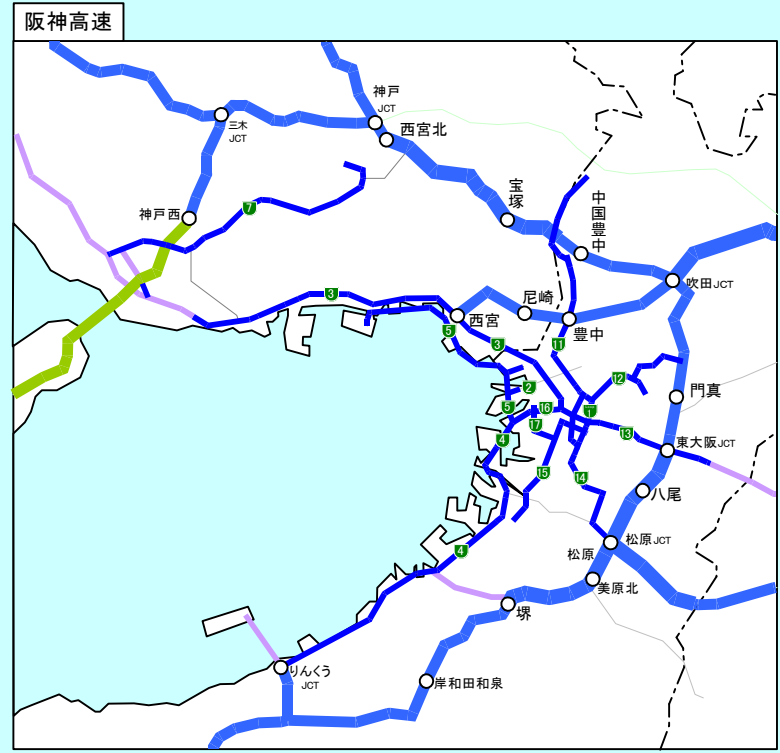 阪神高速
神戸
JCT
三木
JCT
西宮北
神戸西
7
宝塚
中国豊中
吹田JCT
3
尼崎
西宮
豊中
5
3
11
2
12
門真
5
16
1
17
13
4
東大阪JCT
15
14
八尾
4
松原
松原JCT
美原北
堺
りんくう
JCT
岸和田和泉